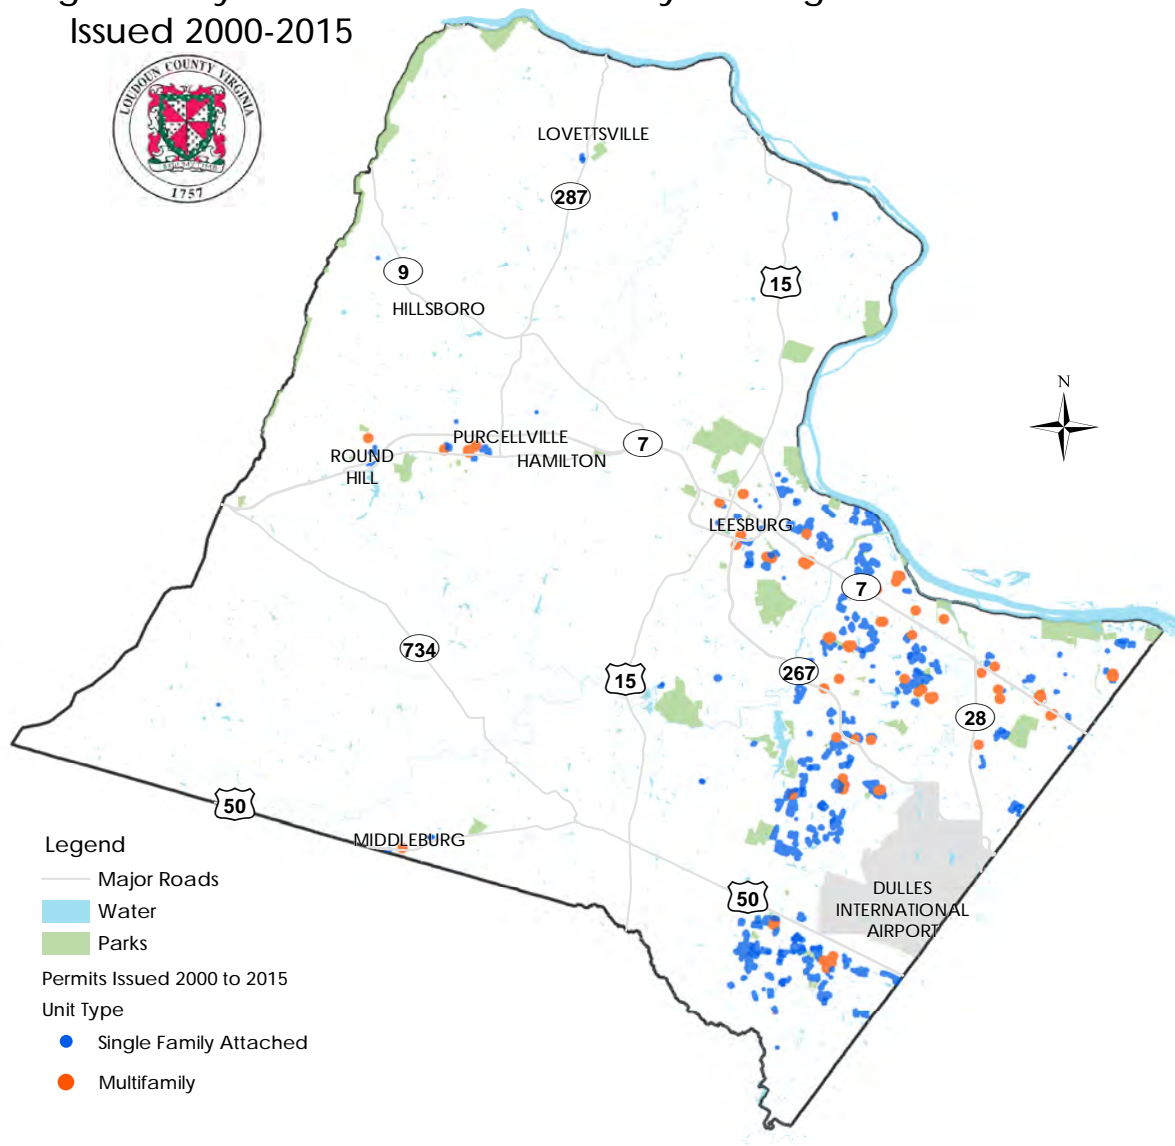 Issued 2000-2015
LOUDOUN COUNTY VIRGINIA
1757
LOVETTSVILLE
287
9
15
HILLSBORO
PURCELLVILLE
7
ROUND
HILL
HAMILTON
LEESBURG
7
734
15
267
28
50
MIDDLEBURG
50
DULLES
INTERNATIONAL
AIRPORT
N
Legend
Major Roads
Water
Parks
Permits Issued 2000 to 2015
Unit Type
Single Family Attached
Multifamily